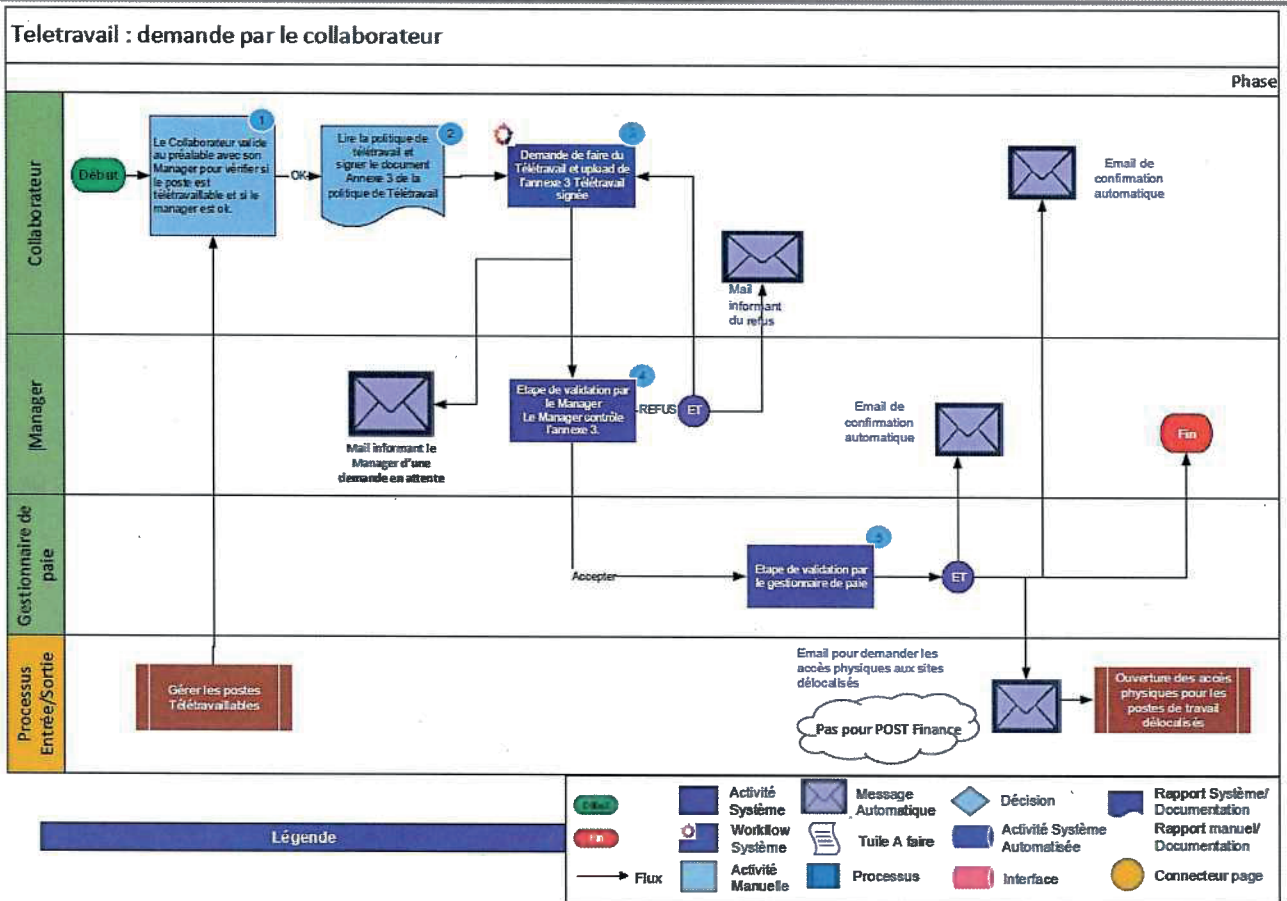 Teletravail : demande par le collaborateur
Phase
Collaborateur
Début
1
Le Collaborateur valide
au préalable avec son
Manager pour vérifier si
le poste est
télétravaillable et si le
manager est ok.
OK
2
Lire la politique de
télétravail et
signer le document
Annexe 3 de la
politique de Télétravail
3
Demande de faire du
Télétravail et upload de
l'annexe 3 Télétravail
signée
Mail
informant
du refus
Email de
confirmation
automatique
Manager
Mail informant le
Manager d'une
demande en attente
4
Etape de validation par
le Manager
Le Manager contrôle
l'annexe 3.
REFUS
ET
Email de
confirmation
automatique
Fin
Gestionnaire de
paie
Accepter
5
Etape de validation par
le gestionnaire de paie
ET
Processus
Entrée/Sortie
Gérer les postes
Télétravaillables
Email pour demander les
accès physiques aux sites
délocalisés
Pas pour POST Finance
Ouverture des accès
physiques pour les
postes de travail
délocalisés
Légende
Début
Fin
Flux
Activité
Système
Workflow
Système
Activité
Manuelle
Message
Automatique
Tuile A faire
Processus
Décision
Activité Système
Automatisée
Interface
Rapport Système/
Documentation
Rapport manuel/
Documentation
Connecteur page